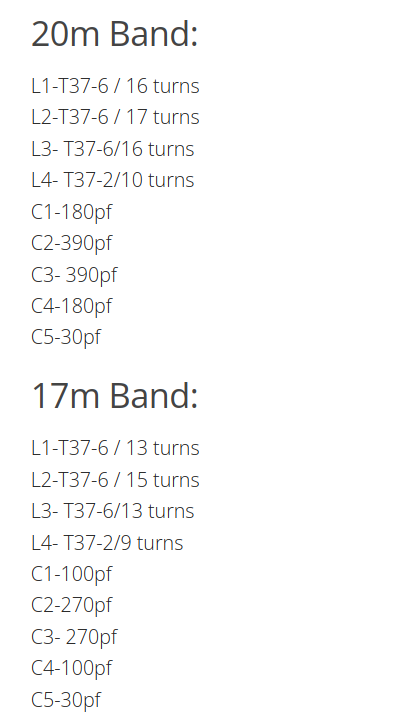 20m Band:
L1-T37-6 / 16 turns
L2-T37-6 / 17 turns
L3- T37-6/16 turns
L4- T37-2/10 turns
C1-180pf
C2-390pf
C3- 390pf
C4-180pf
C5-30pf
17m Band:
L1-T37-6 / 13 turns
L2-T37-6 / 15 turns
L3- T37-6/13 turns
L4- T37-2/9 turns
C1-100pf
C2-270pf
C3- 270pf
C4-100pf
C5-30pf